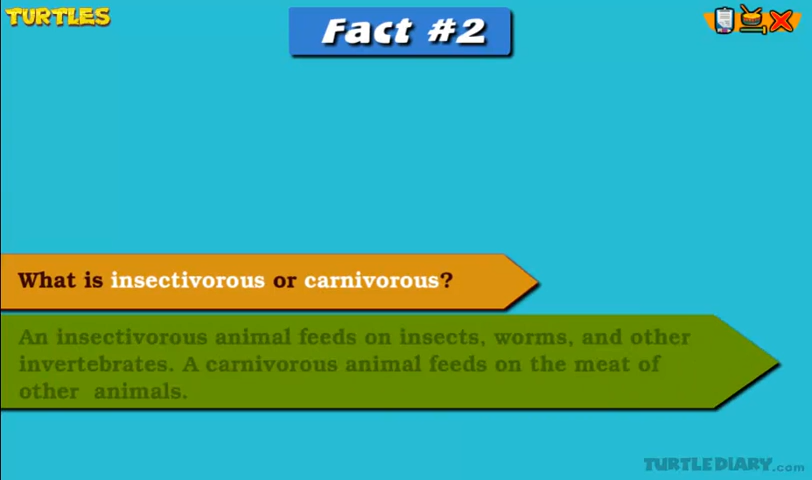 TURTLES
Fact #2
What is insectivorous or carnivorous?
An insectivorous animal feeds on insects, worms, and other
invertebrates. A carnivorous animal feeds on the meat of
other animals.
TURTLEDIARY.com